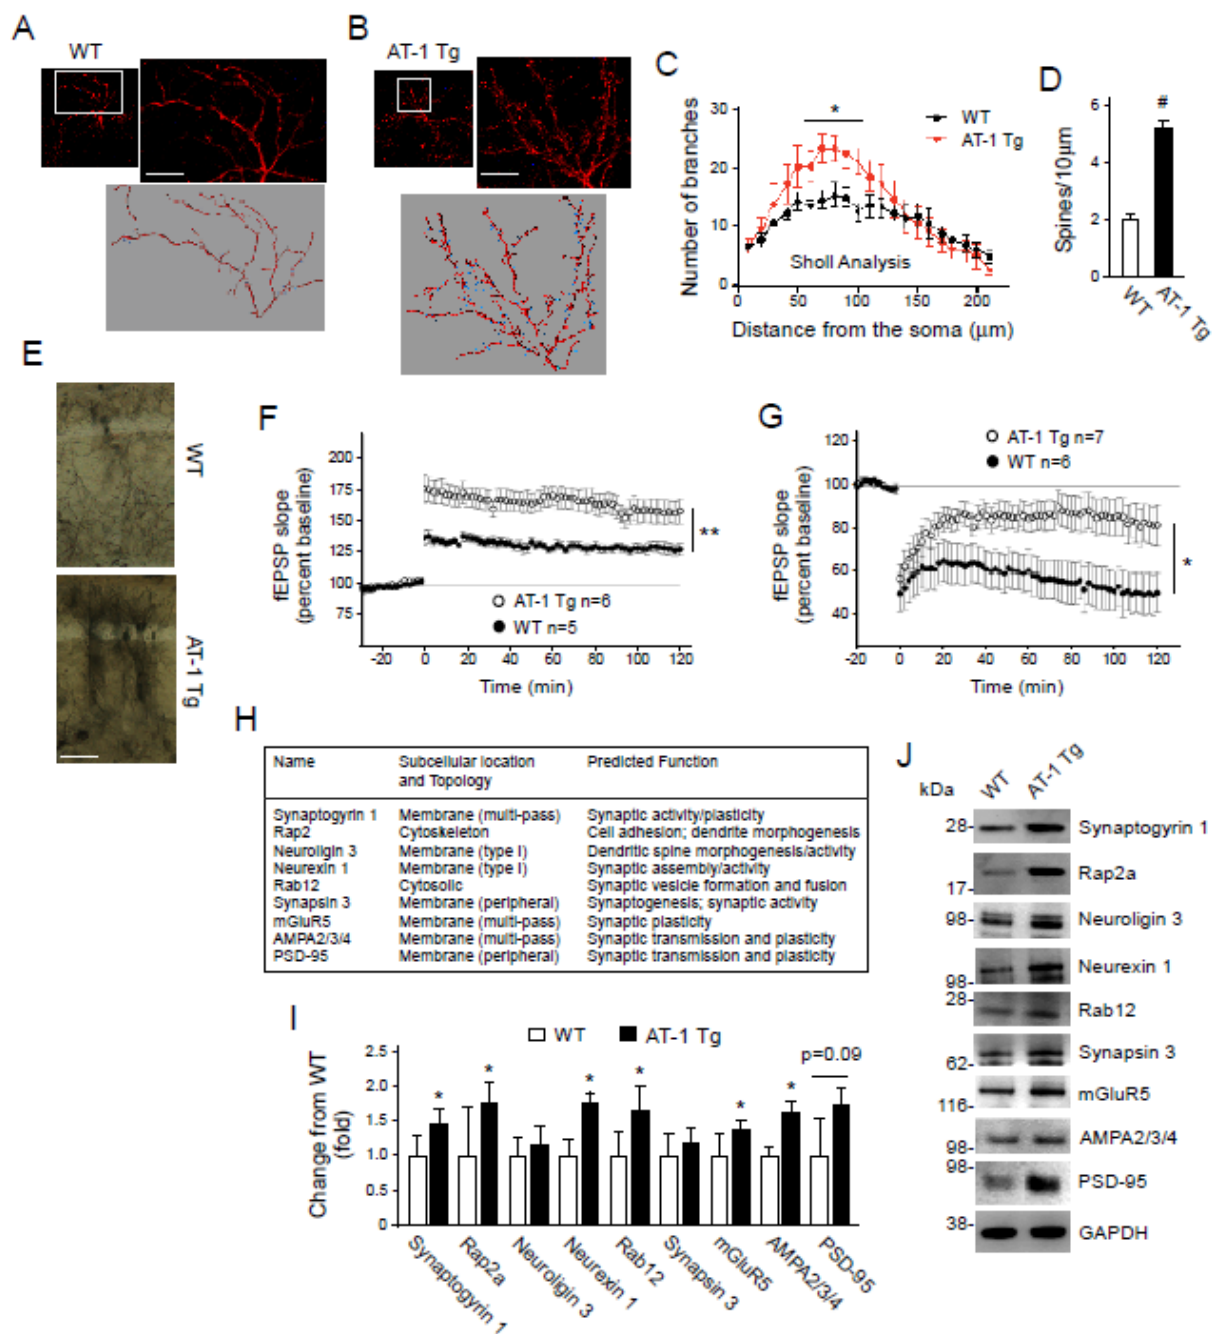 A
WT
B
AT-1 Tg
C
Number of branches
30
20
10
0
*
WT
AT-1 Tg
Sholl Analysis
0
50
100
150
200
Distance from the soma (μm)
D
Spines/10μm
6
4
2
0
#
WT
AT-1 Tg
E
WT
AT-1 Tg
F
fEPSP slope
(percent baseline)
200
175
150
125
100
75
**
AT-1 Tg n=6
WT n=5
-20
0
20
40
60
80
100
120
Time (min)
G
fEPSP slope
(percent baseline)
120
100
80
60
40
AT-1 Tg n=7
WT n=6
*
-20
0
20
40
60
80
100
120
Time (min)
H
Name Subcellular location Predicted Function
and Topology
Synaptogyrin 1 Membrane (multi-pass) Synaptic activity/plasticity
Rap2 Cytoskeleton Cell adhesion; dendrite morphogenesis
Neuroligin 3 Membrane (type I) Dendritic spine morphogenesis/activity
Neurexin 1 Membrane (type I) Synaptic assembly/activity
Rab12 Cytosolic Synaptic vesicle formation and fusion
Synapsin 3 Membrane (peripheral) Synaptogenesis; synaptic activity
mGluR5 Membrane (multi-pass) Synaptic plasticity
AMPA2/3/4 Membrane (multi-pass) Synaptic transmission and plasticity
PSD-95 Membrane (peripheral) Synaptic transmission and plasticity
I
WT
AT-1 Tg
Change from WT
(fold)
2.5
2.0
1.5
1.0
0.5
0
* * * * * * p=0.09
Synaptogyrin 1
Rap2a
Neuroligin 3
Neurexin 1
Rab12
Synapsin 3
mGluR5
AMPA2/3/4
PSD-95
J
kDa WT AT-1 Tg
28- Synaptogyrin 1
Rap2a
17-
98- Neuroligin 3
Neurexin 1
98-
28-
Rab12
Synapsin 3
62-
mGluR5
116-
AMPA2/3/4
98-
98-
PSD-95
38-
GAPDH